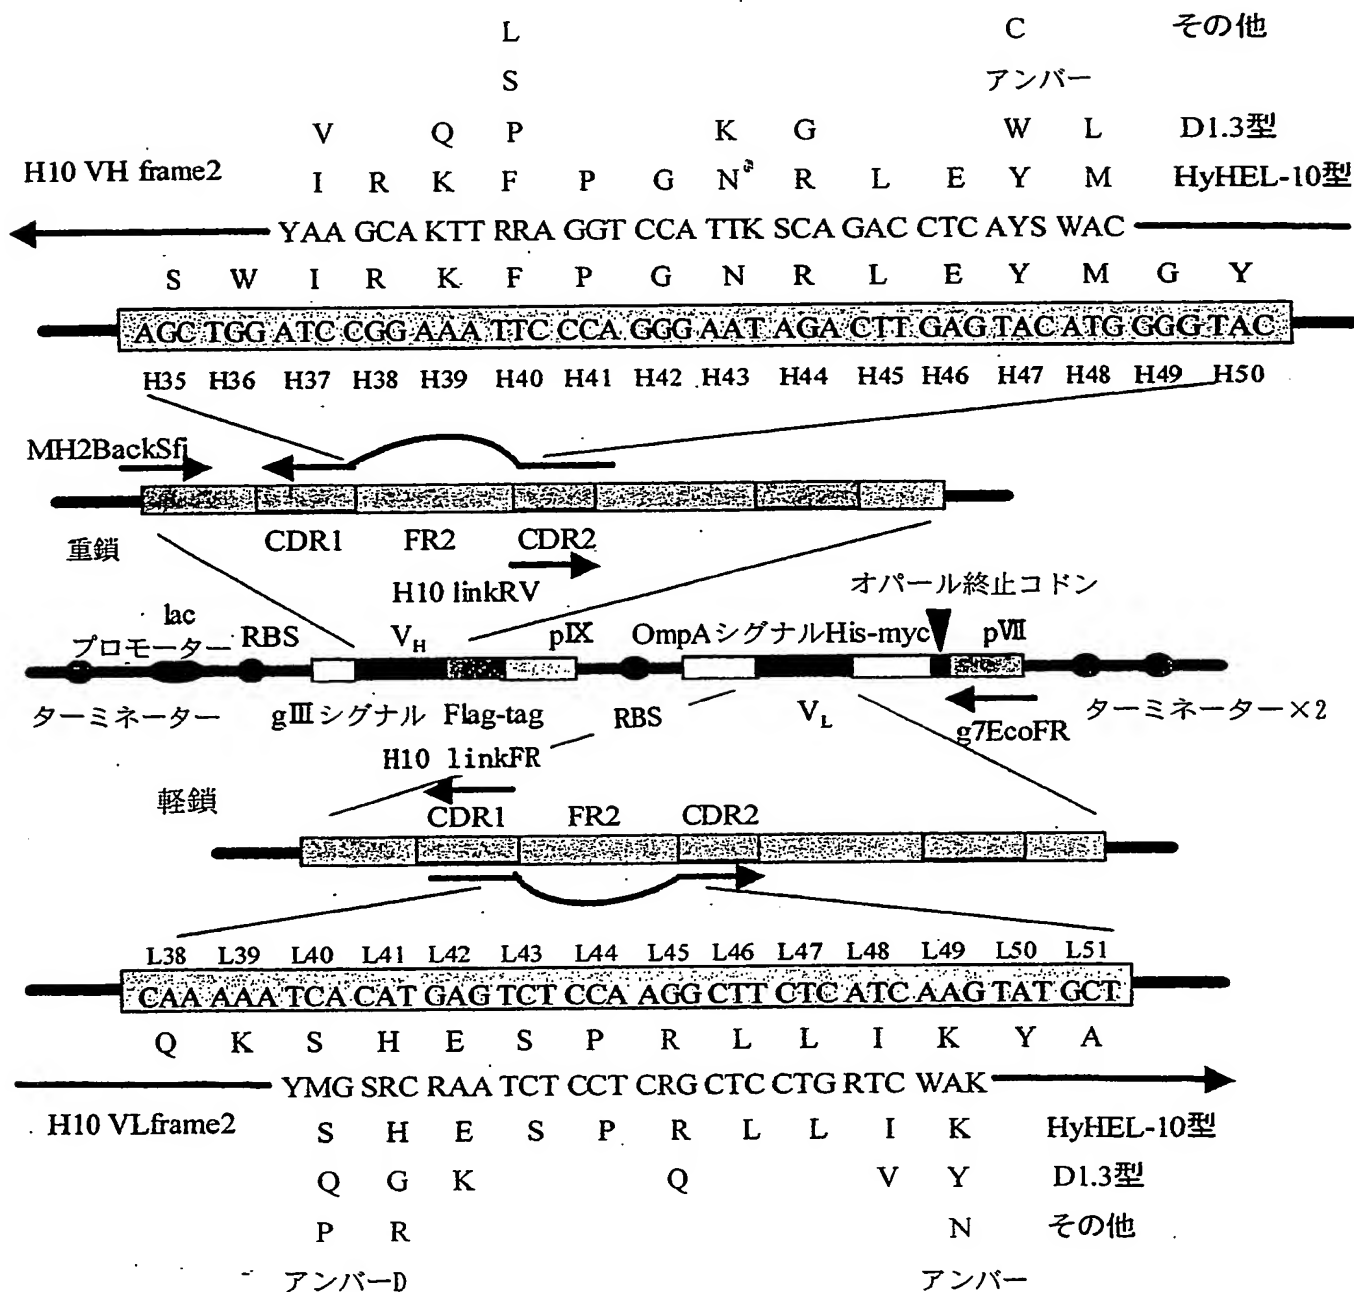 L C その他
S アンバー
V Q P K G W L D1.3型
H10 VH frame2 I R K F P G N R L E Y M HyHEL-10型
YAA GCA KTT RRA GGT CCA TTK SCA GAC CTC AYS WAC
S W I R K F P G N R L E Y M G Y
AGC TGG ATC CGG AAA TTC CCA GGG AAT AGA CTT GAG TAC ATG GGG TAC
H35 H36 H37 H38 H39 H40 H41 H42 H43 H44 H45 H46 H47 H48 H49 H50
MH2BackSfi
CDR1 FR2 CDR2
重鎖
H10 linkRV
オパール終止コドン
lac
プロモーター RBS VH pIX OmpAシグナル His-myc pVII
ターミネーター gIIIシグナル Flag-tag RBS VL g7EcoFR ターミネーター×2
H10 linkFR
軽鎖
CDR1 FR2 CDR2
L38 L39 L40 L41 L42 L43 L44 L45 L46 L47 L48 L49 L50 L51
CAA AAA TCA CAT GAG TCT CCA AGG CTT CTC ATC AAG TAT GCT
Q K S H E S P R L L I K Y A
YMG SRC RAA TCT CCT CRG CTC CTG RTC WAK
H10 VLframe2 S H E S P R L L I K HyHEL-10型
Q G K Q V Y D1.3型
P R N その他
アンバーD アンバー